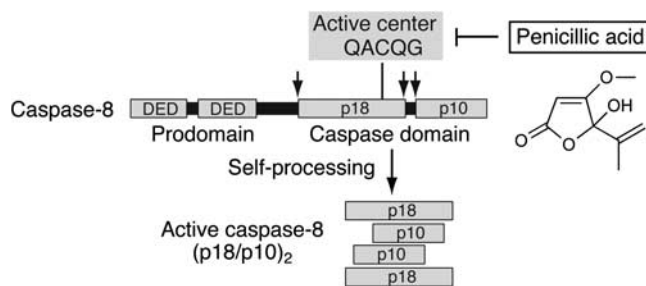 Active center
QACQG
Penicillic acid
Caspase-8
DED DED p18 p10
Prodomain Caspase domain
O
OH
O
O
Self-processing
Active caspase-8
(p18/p10)2
p18
p10
p10
p18